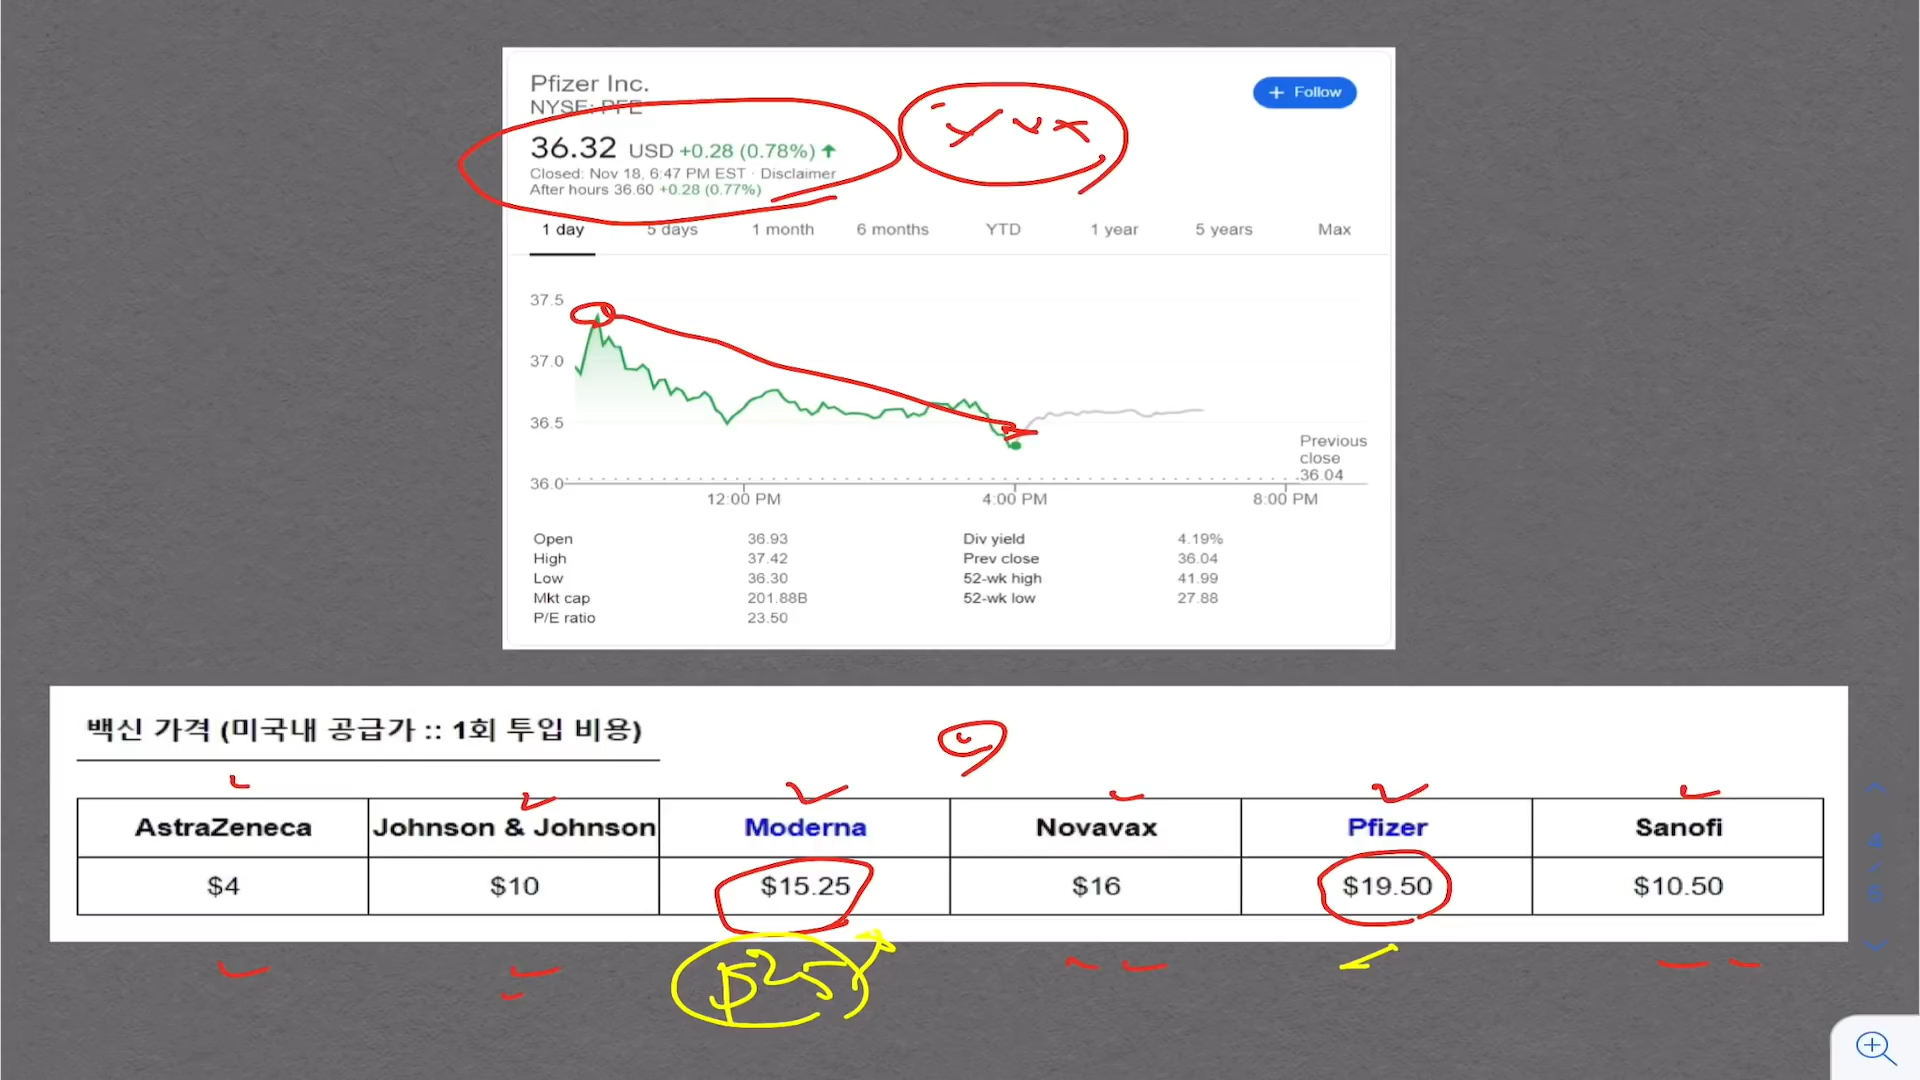 Pfizer Inc.
NYSE: PFE
+ Follow
36.32 USD +0.28 (0.78%)
Closed: Nov 18, 6:47 PM EST · Disclaimer
After hours 36.60 +0.28 (0.77%)
1 day 5 days 1 month 6 months YTD 1 year 5 years Max
37.5
37.0
36.5
36.0
Previous close 36.04
12:00 PM 4:00 PM 8:00 PM
Open 36.93 Div yield 4.19%
High 37.42 Prev close 36.04
Low 36.30 52-wk high 41.99
Mkt cap 201.88B 52-wk low 27.88
P/E ratio 23.50
백신 가격 (미국내 공급가 :: 1회 투입 비용)
AstraZeneca Johnson & Johnson Moderna Novavax Pfizer Sanofi
$4 $10 $15.25 $16 $19.50 $10.50
$25